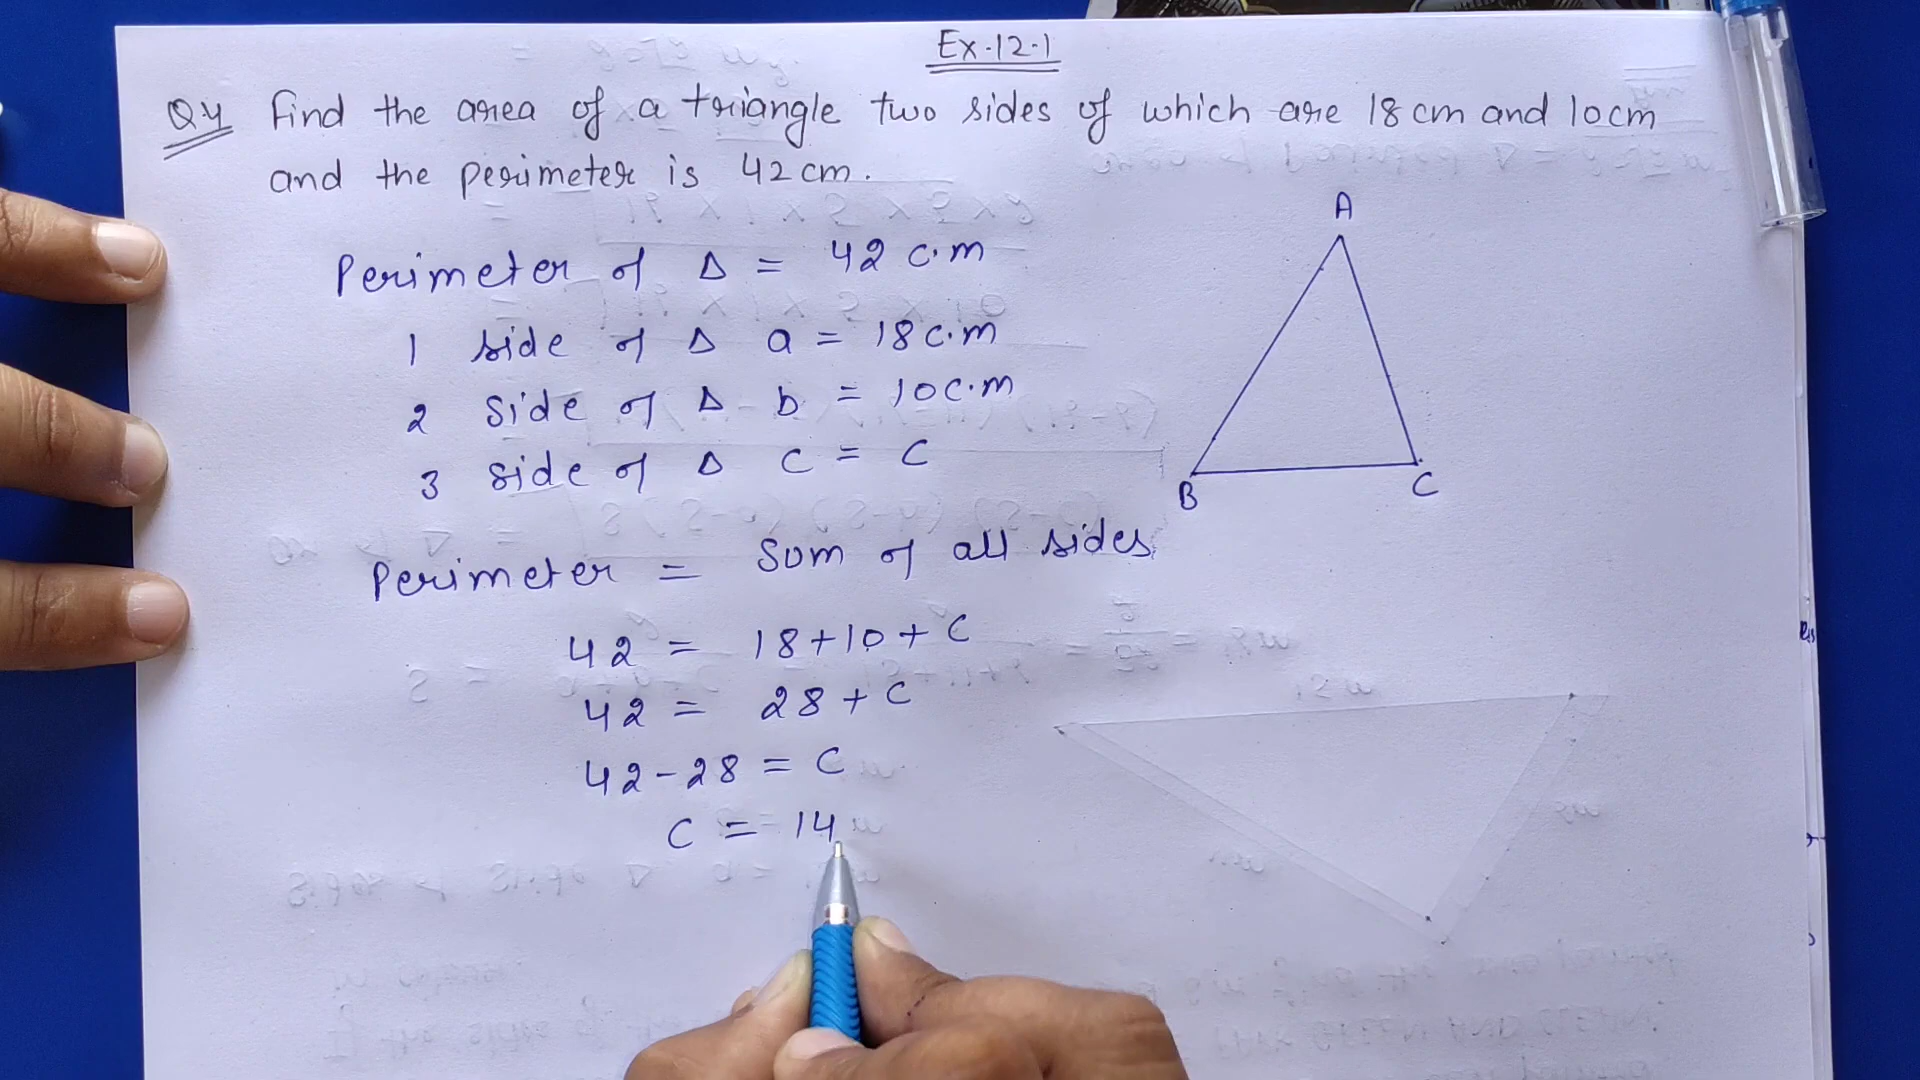 Ex.12.1
Q.4 Find the area of a triangle two sides of which are 18 cm and 10cm
and the perimeter is 42 cm.
A
Perimeter of Δ = 42 c.m
1 side of Δ a = 18 c.m
2 side of Δ b = 10 c.m
3 side of Δ c = c
B C
Perimeter = sum of all sides
42 = 18+10+c
42 = 28+c
42-28 = c
c = 14